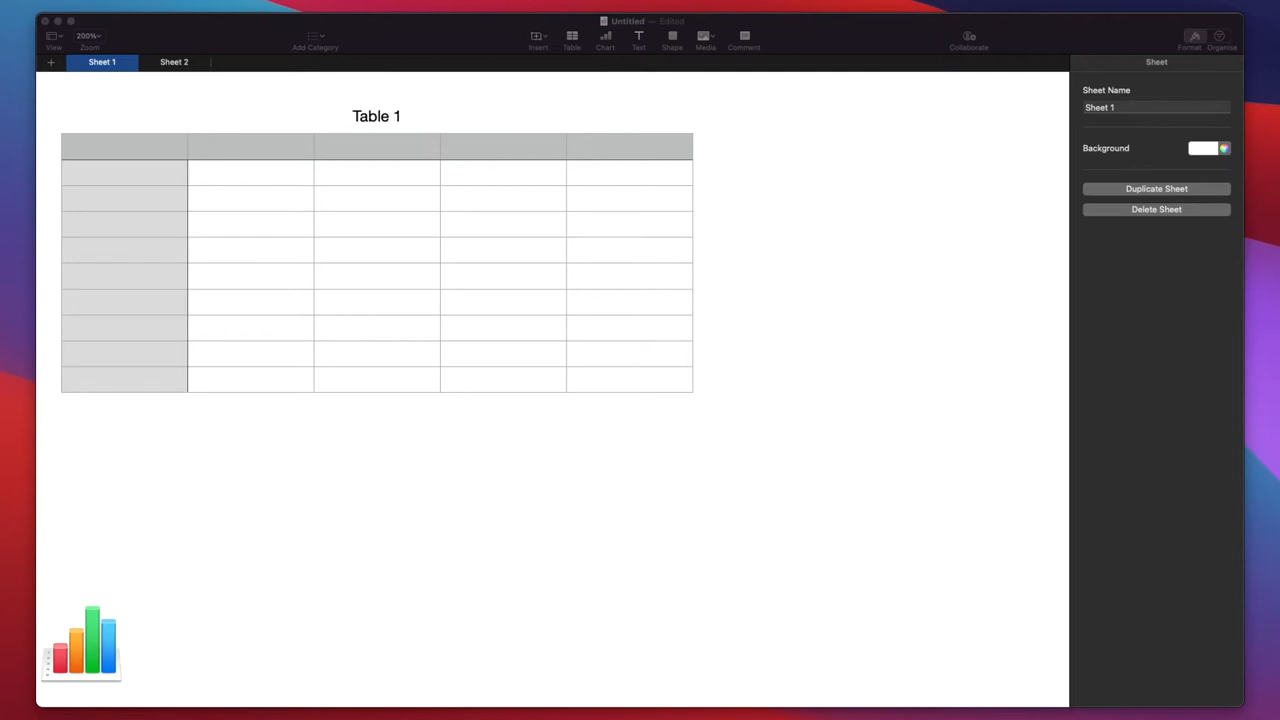 Untitled — Edited
200%
View
Zoom
Add Category
Insert
Table
Chart
Text
Shape
Media
Comment
Collaborate
Format
Organise
Sheet 1
Sheet 2
Sheet
Sheet Name
Sheet 1
Background
Duplicate Sheet
Delete Sheet
Table 1